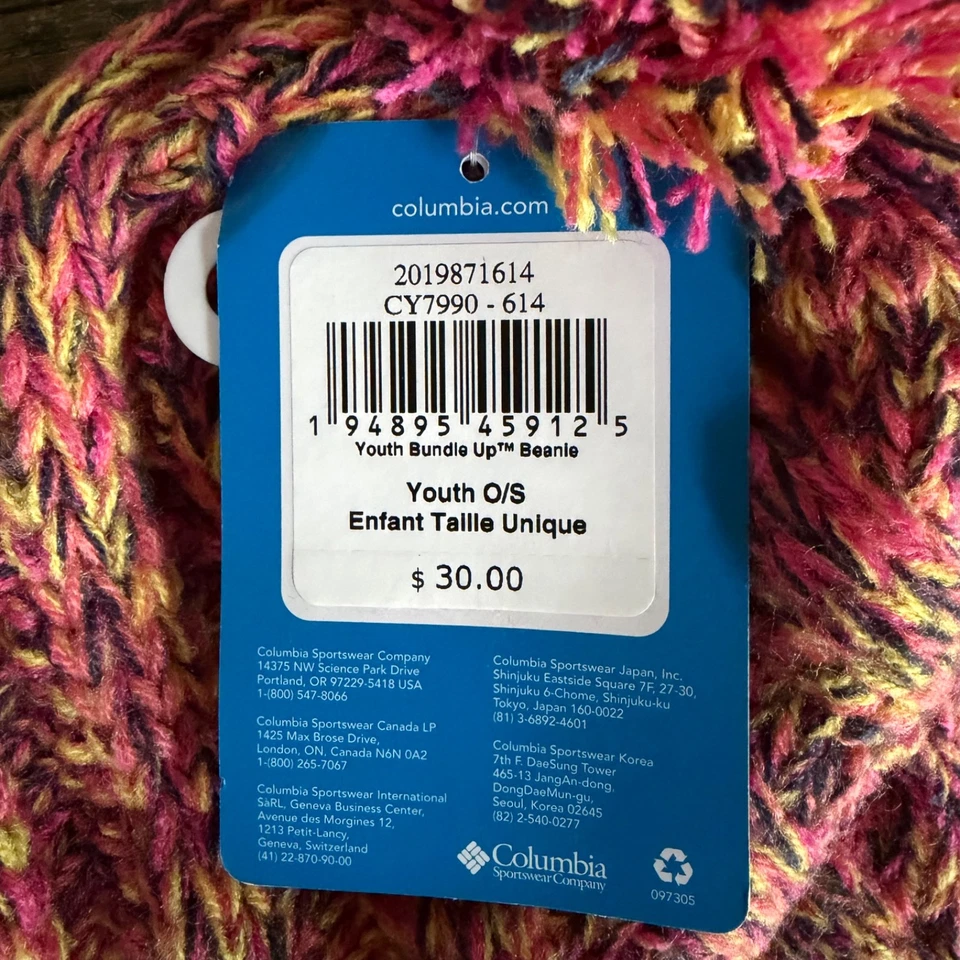 columbia.com
2019871614
CY7990 - 614
1 94895 45912 5
Youth Bundle Up™ Beanie
Youth O/S
Enfant Taille Unique
$ 30.00
Columbia Sportswear Company
14375 NW Science Park Drive
Portland, OR 97229-5418 USA
1-(800) 547-8066
Columbia Sportswear Canada LP
1425 Max Brose Drive,
London, ON, Canada N6N 0A2
1-(800) 265-7067
Columbia Sportswear International
SàRL, Geneva Business Center,
Avenue des Morgines 12,
1213 Petit-Lancy,
Geneva, Switzerland
(41) 22-870-90-00
Columbia Sportswear Japan, Inc.
Shinjuku Eastside Square 7F, 27-30,
Shinjuku 6-Chome, Shinjuku-ku
Tokyo, Japan 160-0022
(81) 3-6892-4601
Columbia Sportswear Korea
7th F. DaeSung Tower
465-13 JangAn-dong,
DongDaeMun-gu,
Seoul, Korea 02645
(82) 2-540-0277
Columbia
Sportswear Company
097305